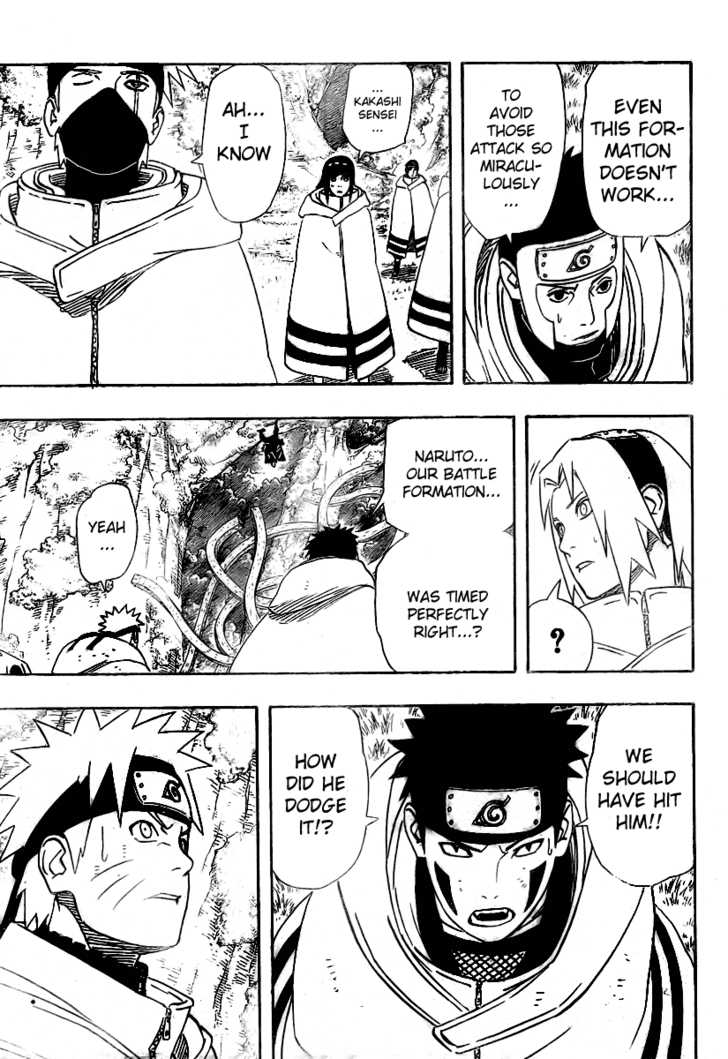 EVEN
THIS FOR-
MATION
DOESN'T
WORK...
TO
AVOID
THOSE
ATTACK SO
MIRACU-
LOUSLY
...
...
KAKASHI
SENSEI
...
AH...
I
KNOW
?
NARUTO...
OUR BATTLE
FORMATION...
WAS TIMED
PERFECTLY
RIGHT...?
YEAH
...
WE
SHOULD
HAVE HIT
HIM!!
HOW
DID HE
DODGE
IT!?